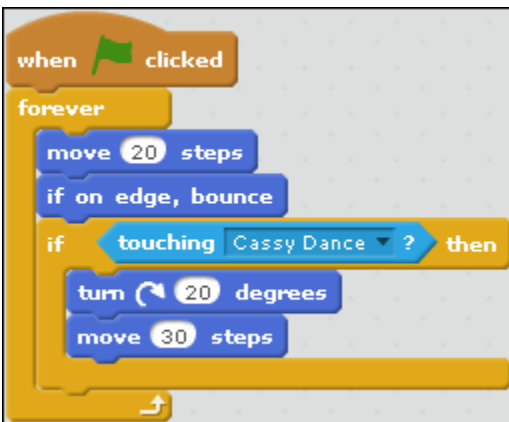 when clicked
forever
move 20 steps
if on edge, bounce
if touching Cassy Dance ? then
turn 20 degrees
move 30 steps